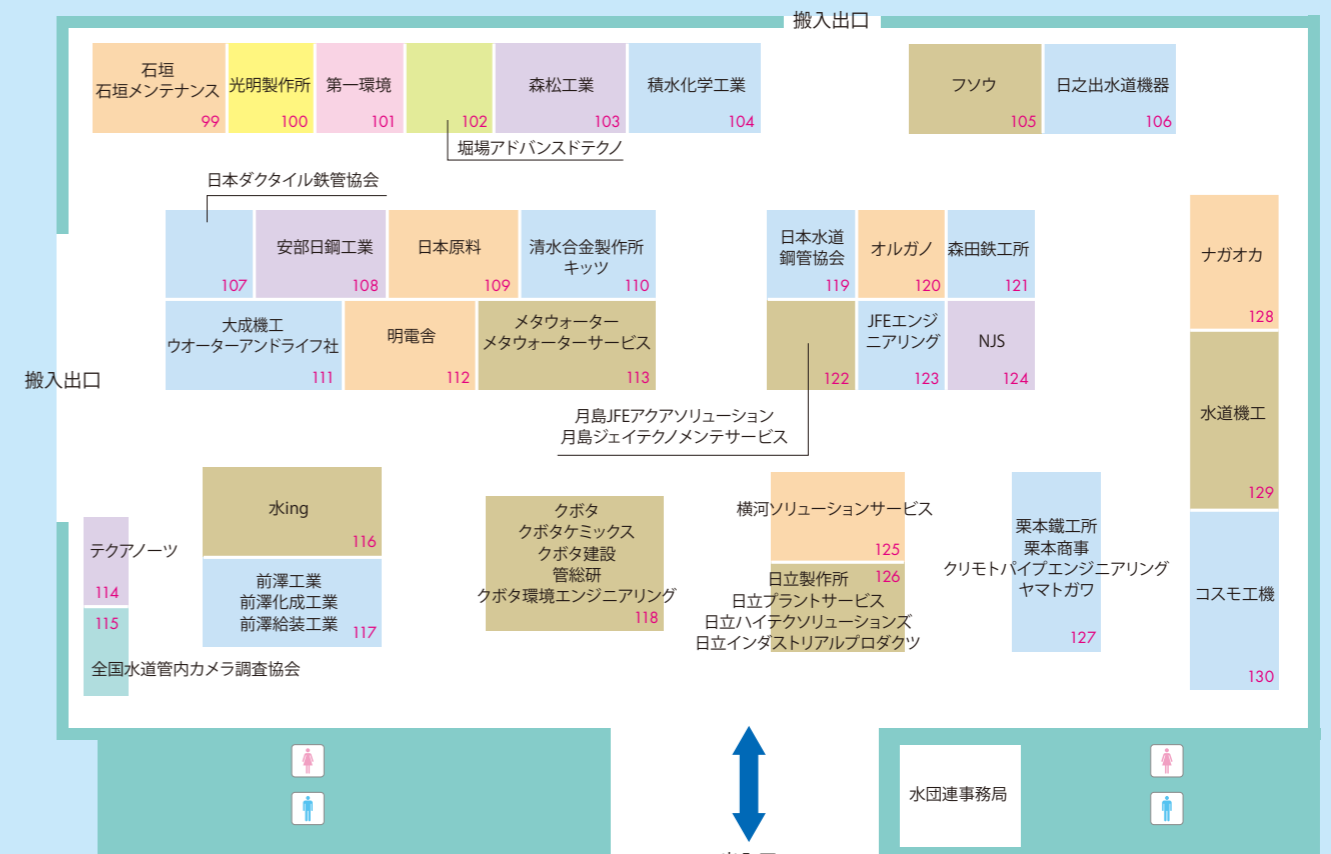 搬入出口
石垣
石垣メンテナンス
99
光明製作所
100
第一環境
101
102
堀場アドバンスドテクノ
森松工業
103
積水化学工業
104
フソウ
105
日之出水道機器
106
日本ダクタイル鉄管協会
107
安部日鋼工業
108
日本原料
109
清水合金製作所
キッツ
110
日本水道
鋼管協会
119
オルガノ
120
森田鉄工所
121
ナガオカ
128
大成機工
ウオーターアンドライフ社
111
明電舎
112
メタウォーター
メタウォーターサービス
113
122
月島JFEアクアソリューション
月島ジェイテクノメンテサービス
JFEエンジ
ニアリング
123
NJS
124
搬入出口
水道機工
129
水king
116
クボタ
クボタケミックス
クボタ建設
管総研
クボタ環境エンジニアリング
118
横河ソリューションサービス
125
栗本鐵工所
栗本商事
クリモトパイプエンジニアリング
ヤマトガワ
127
テクアノーツ
114
115
全国水道管内カメラ調査協会
前澤工業
前澤化成工業
前澤給装工業
117
126
日立製作所
日立プラントサービス
日立ハイテクソリューションズ
日立インダストリアルプロダクツ
コスモ工機
130
水団連事務局